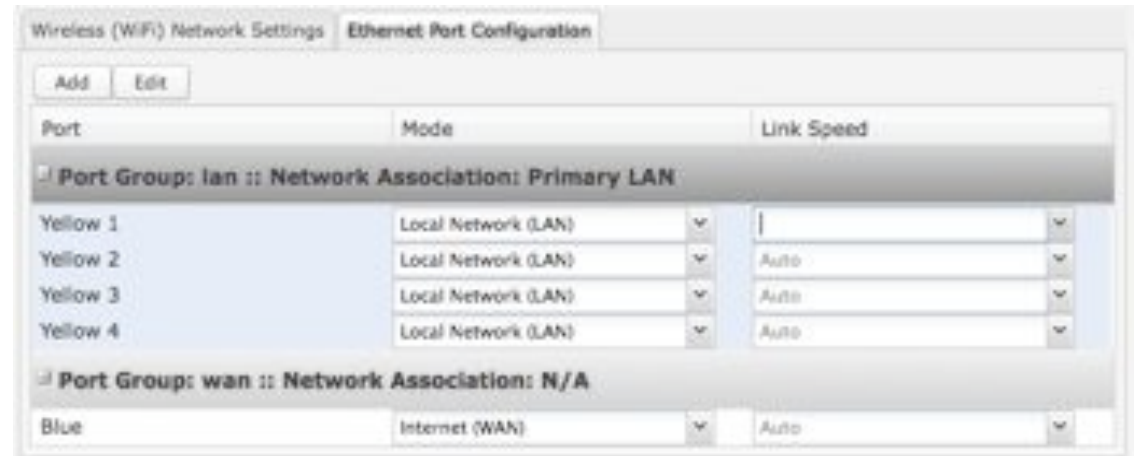 Wireless (WiFi) Network Settings Ethernet Port Configuration
Add Edit
Port Mode Link Speed
Port Group: lan :: Network Association: Primary LAN
Yellow 1 Local Network (LAN)
Yellow 2 Local Network (LAN) Auto
Yellow 3 Local Network (LAN) Auto
Yellow 4 Local Network (LAN) Auto
Port Group: wan :: Network Association: N/A
Blue Internet (WAN) Auto